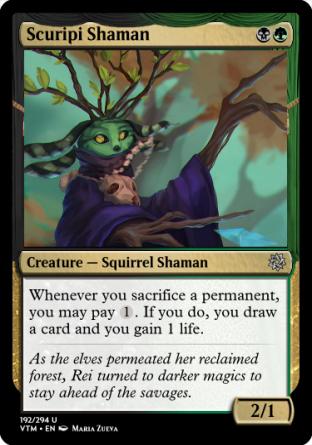 Scuripi Shaman
Creature — Squirrel Shaman
Whenever you sacrifice a permanent,
you may pay 1. If you do, you draw
a card and you gain 1 life.
As the elves permeated her reclaimed
forest, Rei turned to darker magics to
stay ahead of the savages.
2/1
192/294 U
VTM • EN Maria Zueva